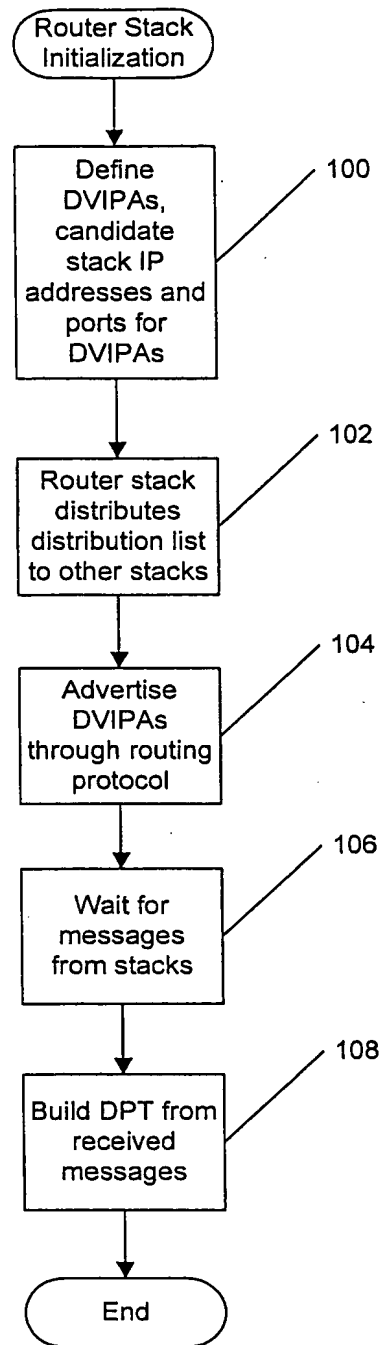 Router Stack
Initialization
Define
DVIPAs,
candidate
stack IP
addresses and
ports for
DVIPAs
100
Router stack
distributes
distribution list
to other stacks
102
Advertise
DVIPAs
through routing
protocol
104
Wait for
messages
from stacks
106
Build DPT from
received
messages
108
End